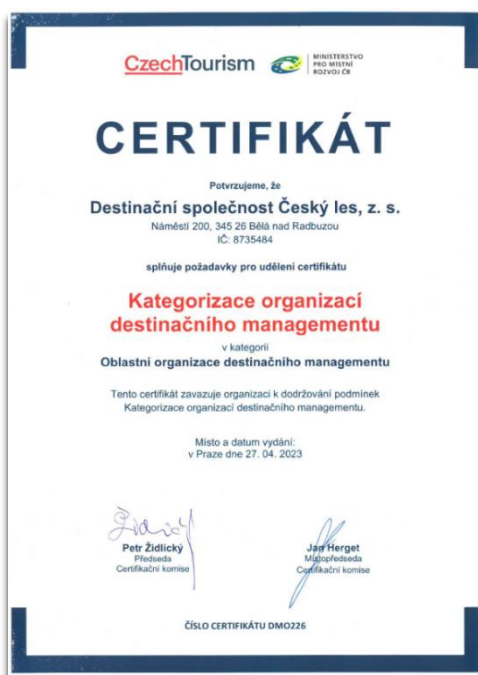 CzechTourism
MINISTERSTVO
PRO MÍSTNÍ
ROZVOJ ČR
CERTIFIKÁT
Potvrzujeme, že
Destinační společnost Český les, z. s.
Náměstí 200, 345 26 Bělá nad Radbuzou
IČ: 8735484
splňuje požadavky pro udělení certifikátu
Kategorizace organizací
destinačního managementu
v kategorii
Oblastní organizace destinačního managementu
Tento certifikát zavazuje organizaci k dodržování podmínek
Kategorizace organizací destinačního managementu.
Místo a datum vydání:
v Praze dne 27. 04. 2023
Petr Židlický
Předseda
Certifikační komise
Jan Herget
Místopředseda
Certifikační komise
ČÍSLO CERTIFIKÁTU DMO226